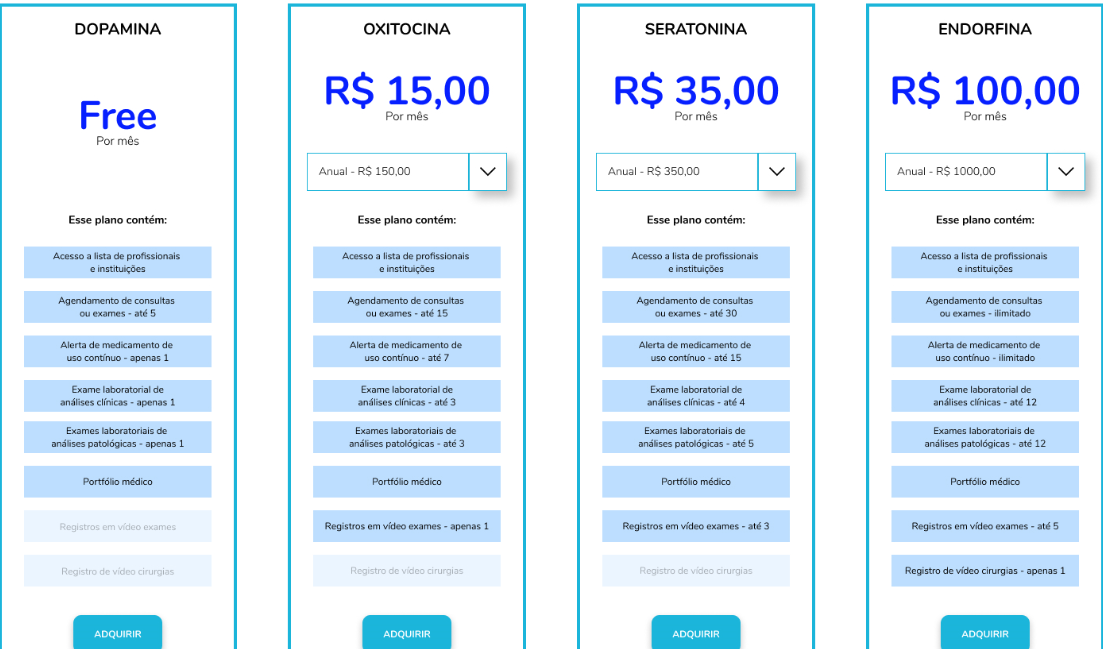 DOPAMINA
Free
Por mês
Esse plano contém:
Acesso a lista de profissionais
e instituições
Agendamento de consultas
ou exames - até 5
Alerta de medicamento de
uso contínuo - apenas 1
Exame laboratorial de
análises clínicas - apenas 1
Exames laboratoriais de
análises patológicas - apenas 1
Portfólio médico
Registros em vídeo exames
Registro de vídeo cirurgias
ADQUIRIR
OXITOCINA
R$ 15,00
Por mês
Anual - R$ 150,00
Esse plano contém:
Acesso a lista de profissionais
e instituições
Agendamento de consultas
ou exames - até 15
Alerta de medicamento de
uso contínuo - até 7
Exame laboratorial de
análises clínicas - até 3
Exames laboratoriais de
análises patológicas - até 3
Portfólio médico
Registros em vídeo exames - apenas 1
Registro de vídeo cirurgias
ADQUIRIR
SERATONINA
R$ 35,00
Por mês
Anual - R$ 350,00
Esse plano contém:
Acesso a lista de profissionais
e instituições
Agendamento de consultas
ou exames - até 30
Alerta de medicamento de
uso contínuo - até 15
Exame laboratorial de
análises clínicas - até 4
Exames laboratoriais de
análises patológicas - até 5
Portfólio médico
Registros em vídeo exames - até 3
Registro de vídeo cirurgias
ADQUIRIR
ENDORFINA
R$ 100,00
Por mês
Anual - R$ 1000,00
Esse plano contém:
Acesso a lista de profissionais
e instituições
Agendamento de consultas
ou exames - ilimitado
Alerta de medicamento de
uso contínuo - ilimitado
Exame laboratorial de
análises clínicas - até 12
Exames laboratoriais de
análises patológicas - até 12
Portfólio médico
Registros em vídeo exames - até 5
Registro de vídeo cirurgias - apenas 1
ADQUIRIR